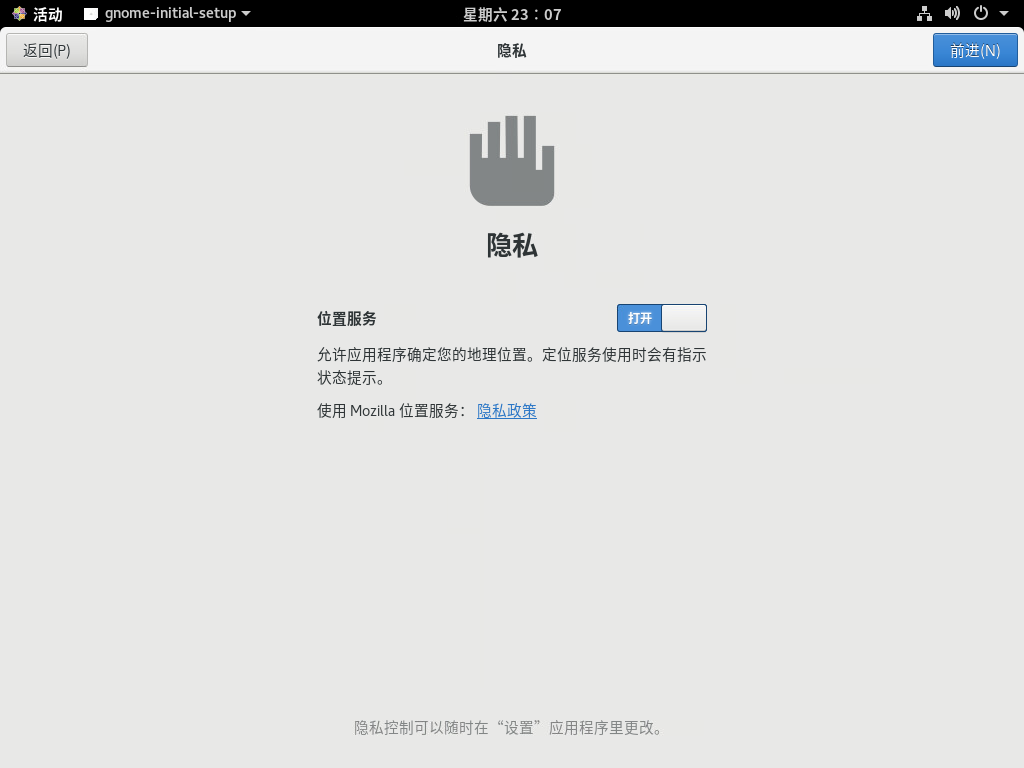 活动 gnome-initial-setup 星期六 23：07
返回(P) 隐私 前进(N)
隐私
位置服务 打开
允许应用程序确定您的地理位置。定位服务使用时会有指示
状态提示。
使用 Mozilla 位置服务： 隐私政策
隐私控制可以随时在“设置”应用程序里更改。